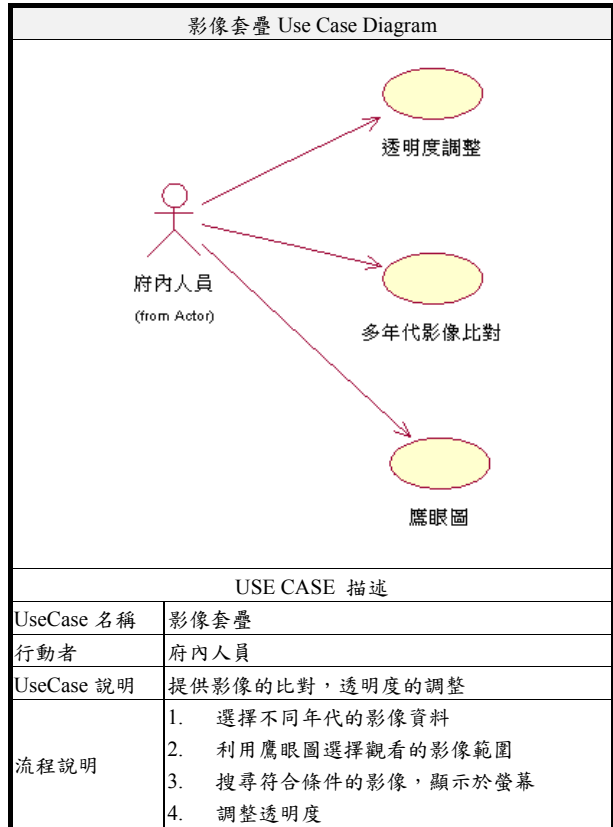 影像套疊 Use Case Diagram
透明度調整
府內人員
(from Actor)
多年代影像比對
鷹眼圖
USE CASE 描述
UseCase 名稱 影像套疊
行動者 府內人員
UseCase 說明 提供影像的比對，透明度的調整
流程說明
1. 選擇不同年代的影像資料
2. 利用鷹眼圖選擇觀看的影像範圍
3. 搜尋符合條件的影像，顯示於螢幕
4. 調整透明度